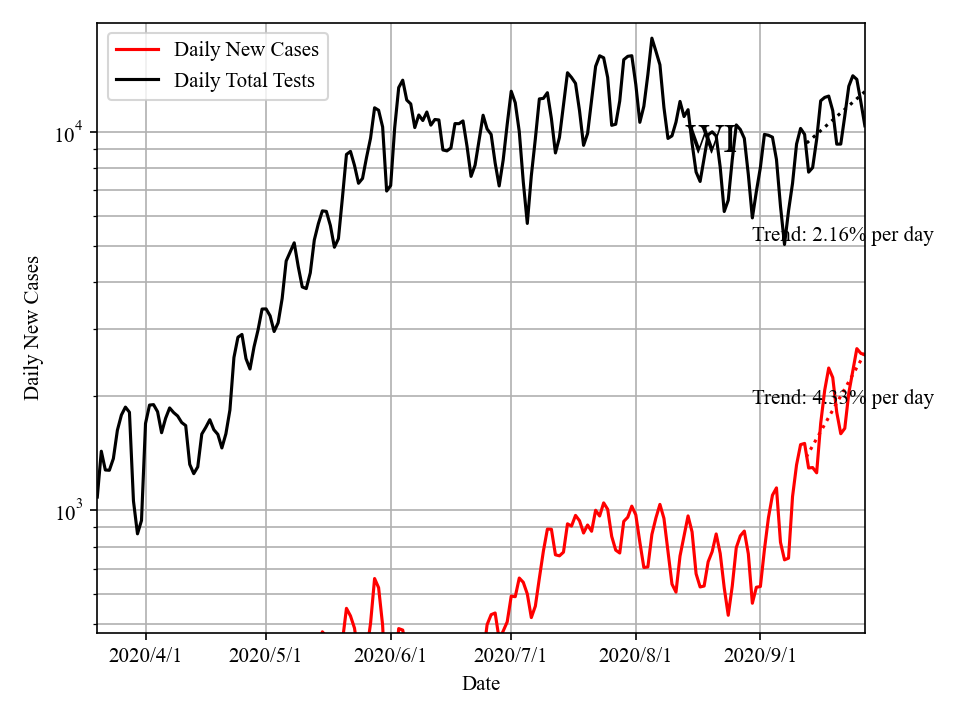 Daily New Cases
Daily Total Tests
WI
10^4
Trend: 2.16% per day
Daily New Cases
Trend: 4.33% per day
10^3
2020/4/1 2020/5/1 2020/6/1 2020/7/1 2020/8/1 2020/9/1
Date